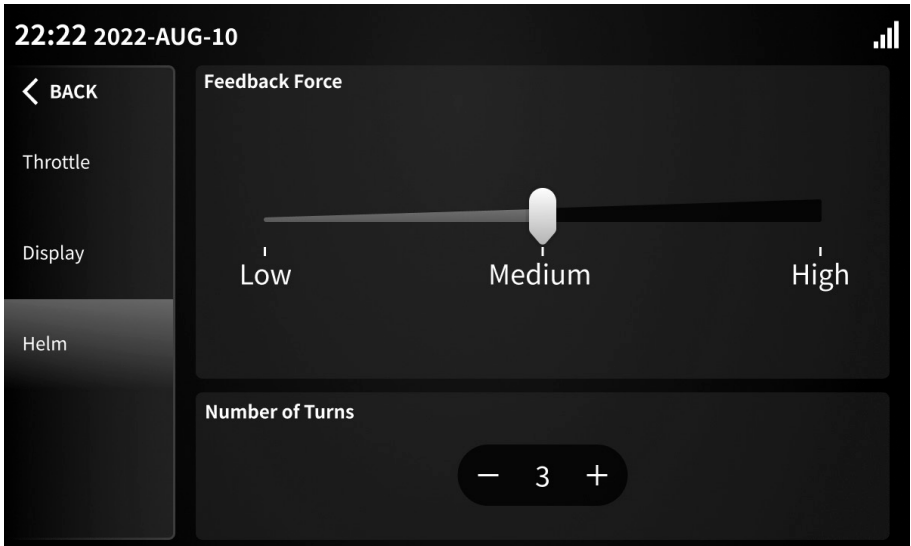 22:22 2022-AUG-10
BACK
Throttle
Display
Helm
Feedback Force
Low Medium High
Number of Turns
− 3 +